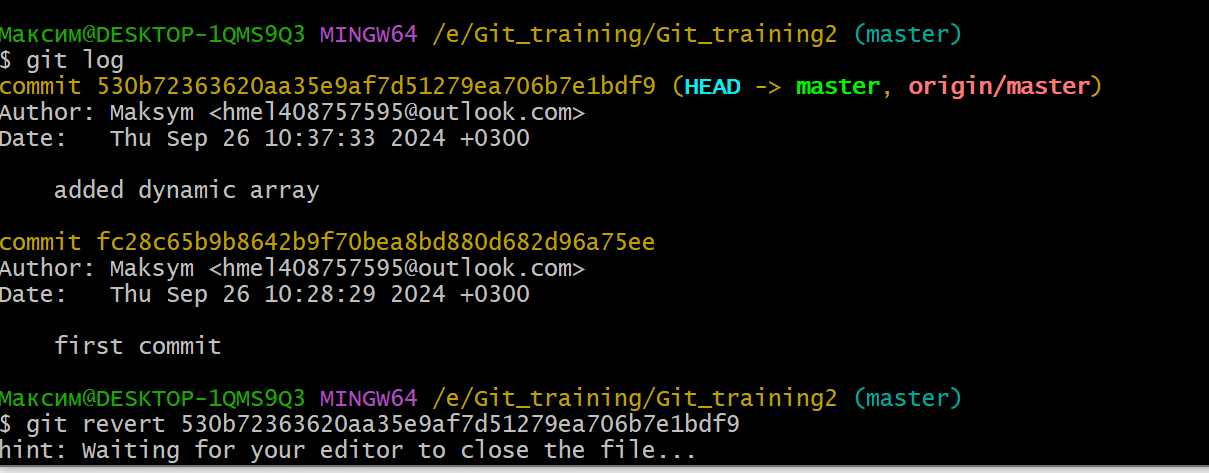 Максим@DESKTOP-1QMS9Q3 MINGW64 /e/Git_training/Git_training2 (master)
$ git log
commit 530b72363620aa35e9af7d51279ea706b7e1bdf9 (HEAD -> master, origin/master)
Author: Maksym <hmel408757595@outlook.com>
Date:   Thu Sep 26 10:37:33 2024 +0300
    added dynamic array
commit fc28c65b9b8642b9f70bea8bd880d682d96a75ee
Author: Maksym <hmel408757595@outlook.com>
Date:   Thu Sep 26 10:28:29 2024 +0300
    first commit
Максим@DESKTOP-1QMS9Q3 MINGW64 /e/Git_training/Git_training2 (master)
$ git revert 530b72363620aa35e9af7d51279ea706b7e1bdf9
hint: Waiting for your editor to close the file...